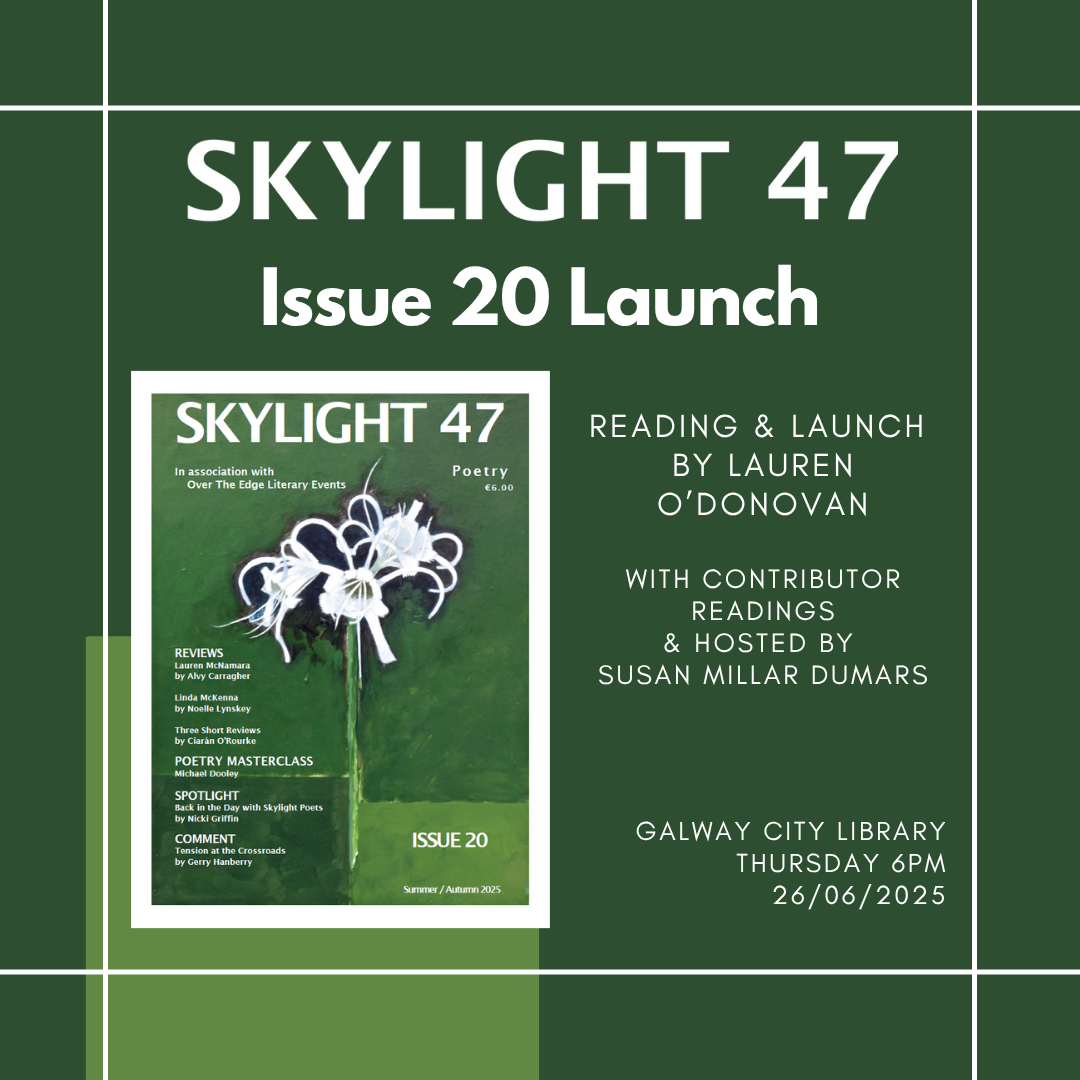 SKYLIGHT 47
Issue 20 Launch
SKYLIGHT 47
In association with
Over The Edge Literary Events
Poetry
€6.00
REVIEWS
Lauren McNamara
by Alvy Carragher
Linda McKenna
by Noelle Lynskey
Three Short Reviews
by Ciarán O'Rourke
POETRY MASTERCLASS
Michael Dooley
SPOTLIGHT
Back in the Day with Skylight Poets
by Nicki Griffin
COMMENT
Tension at the Crossroads
by Gerry Hanberry
ISSUE 20
Summer / Autumn 2025
READING & LAUNCH
BY LAUREN
O’DONOVAN
WITH CONTRIBUTOR
READINGS
& HOSTED BY
SUSAN MILLAR DUMARS
GALWAY CITY LIBRARY
THURSDAY 6PM
26/06/2025